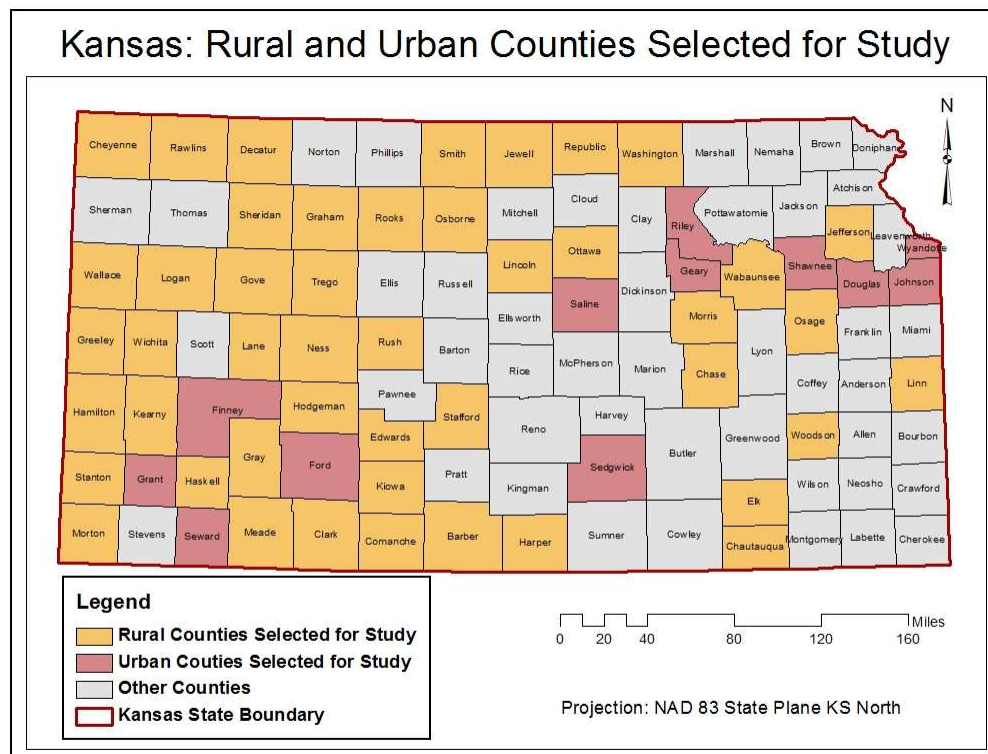 Kansas: Rural and Urban Counties Selected for Study
N
Cheyenne Rawlins Decatur Norton Phillips Smith Jewell Republic Washington Marshall Nemaha Brown Doniphan
Sherman Thomas Sheridan Graham Rooks Osborne Mitchell Cloud Clay Riley Pottawatomie Jackson Atchison
Jefferson Leavenworth Wyandotte
Wallace Logan Gove Trego Ellis Russell Lincoln Ottawa Saline Dickinson Geary Wabaunsee Shawnee Douglas Johnson
Greeley Wichita Scott Lane Ness Rush Barton Ellsworth Rice McPherson Marion Morris Chase Lyon Osage Franklin Miami
Hamilton Kearny Finney Hodgeman Pawnee Edwards Stafford Reno Harvey Butler Greenwood Coffey Anderson Linn
Woodson Allen Bourbon
Stanton Grant Haskell Gray Ford Kiowa Pratt Kingman Sedgwick Elk Wilson Neosho Crawford
Morton Stevens Seward Meade Clark Comanche Barber Harper Sumner Cowley Chautauqua Montgomery Labette Cherokee
Legend
Rural Counties Selected for Study
Urban Couties Selected for Study
Other Counties
Kansas State Boundary
Miles
0 20 40 80 120 160
Projection: NAD 83 State Plane KS North